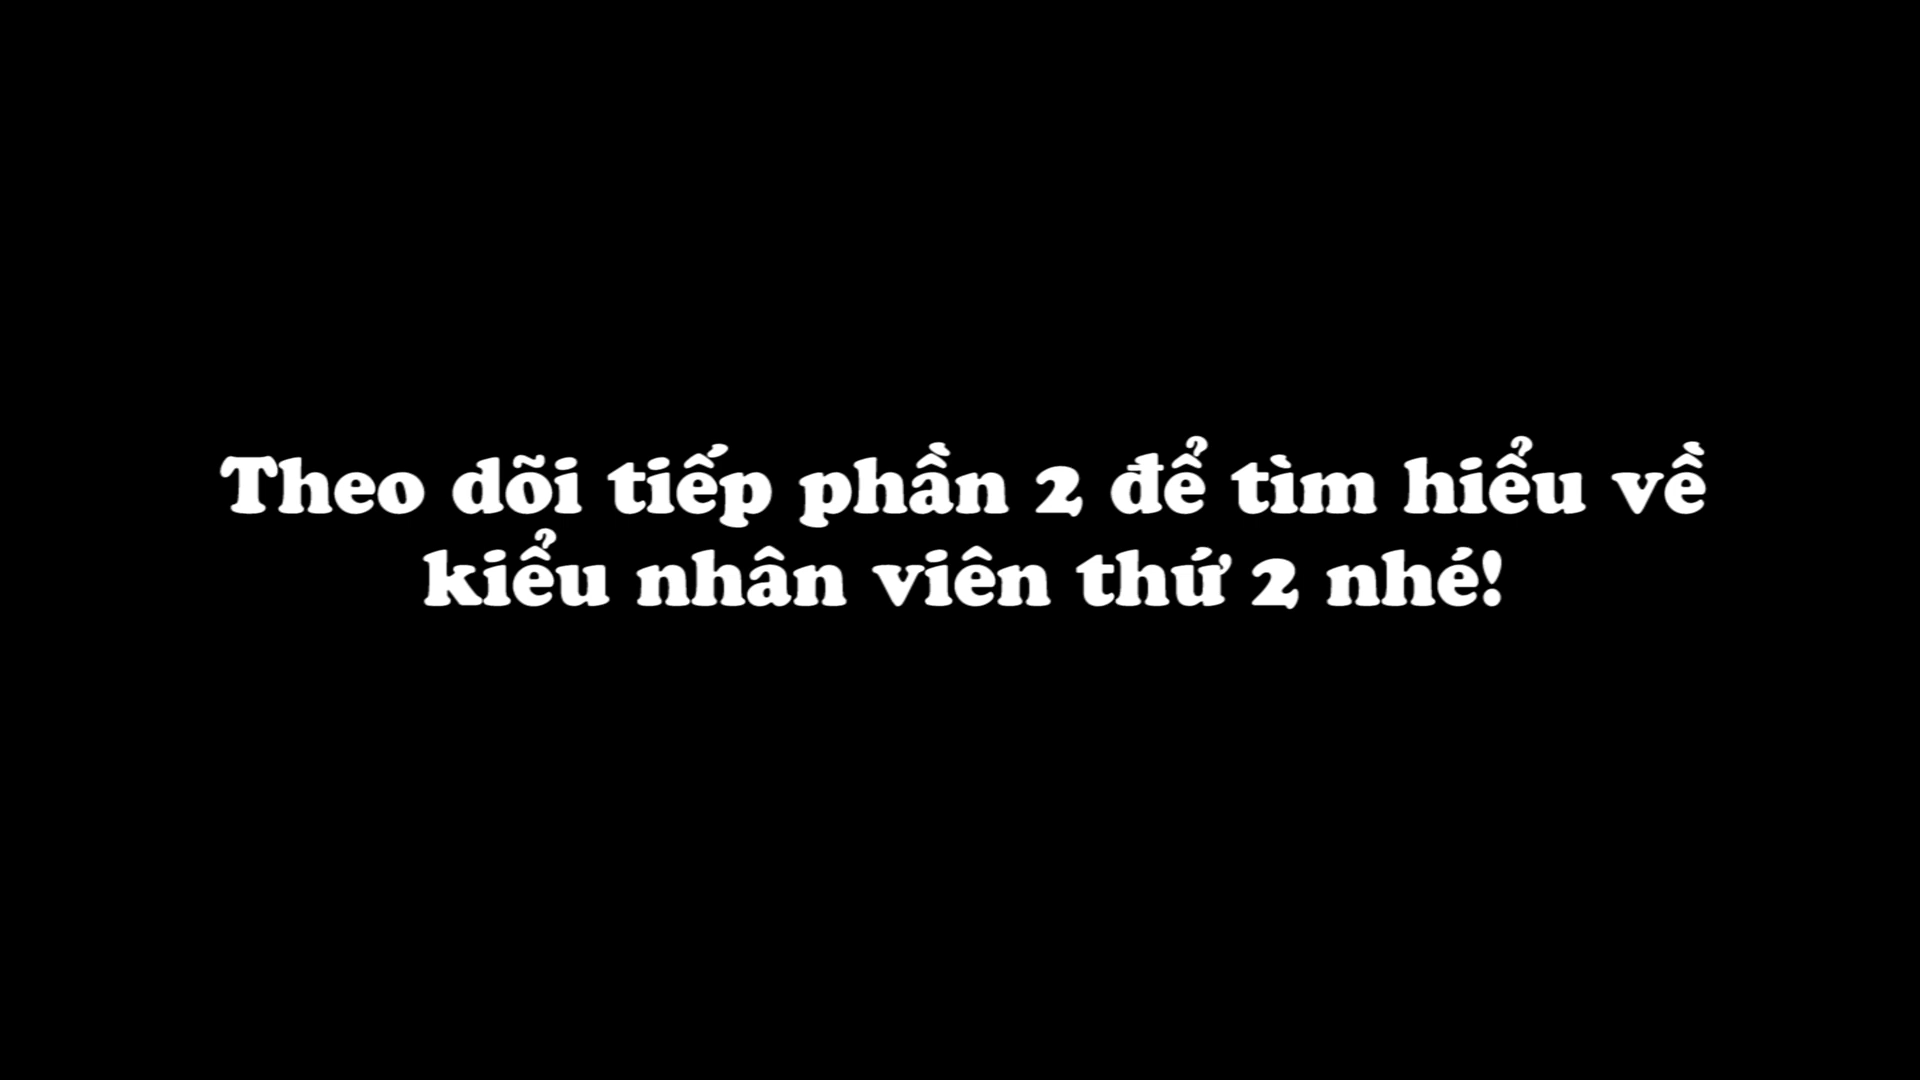 Theo dõi tiếp phần 2 để tìm hiểu về
kiểu nhân viên thứ 2 nhé!